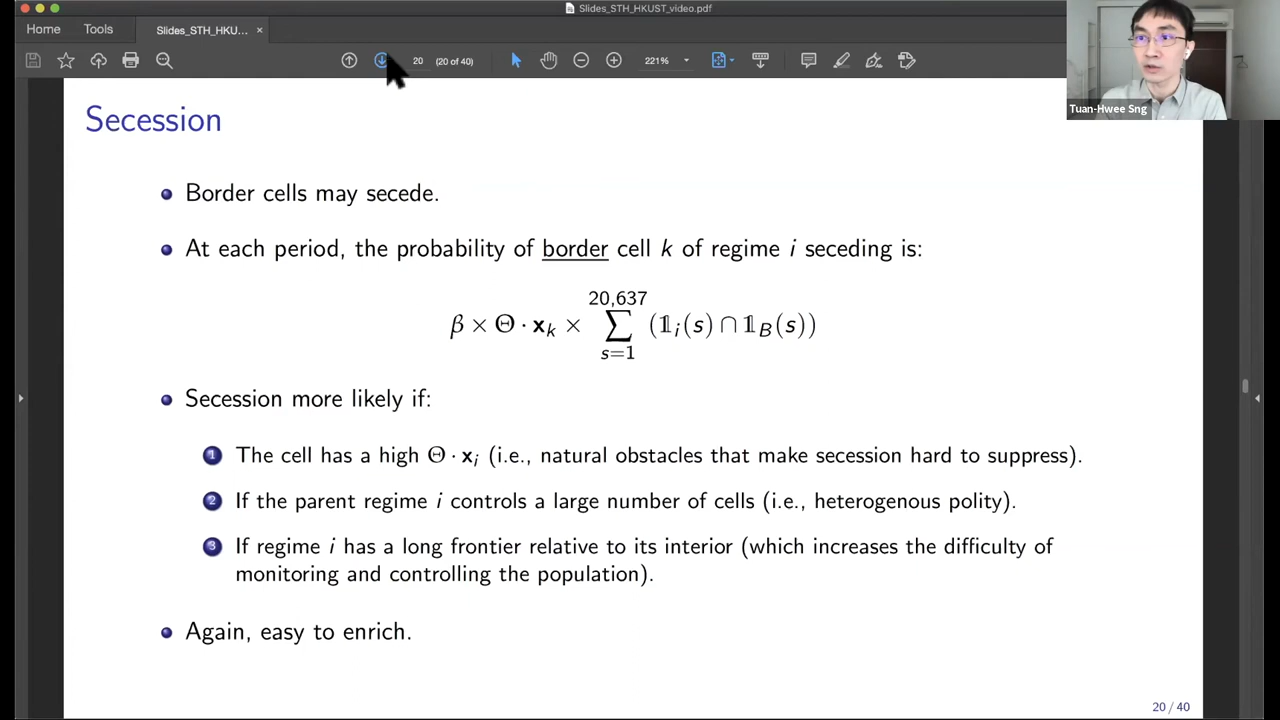 Slides_STH_HKUST_video.pdf
Home Tools Slides_STH_HKU... ×
20 (20 of 40) 221%
Tuan-Hwee Sng
Secession
• Border cells may secede.
• At each period, the probability of border cell k of regime i seceding is:
β × Θ · x_k × ∑_{s=1}^{20,637} (𝟙_i(s) ∩ 𝟙_B(s))
• Secession more likely if:
1 The cell has a high Θ · x_i (i.e., natural obstacles that make secession hard to suppress).
2 If the parent regime i controls a large number of cells (i.e., heterogenous polity).
3 If regime i has a long frontier relative to its interior (which increases the difficulty of
monitoring and controlling the population).
• Again, easy to enrich.
20 / 40